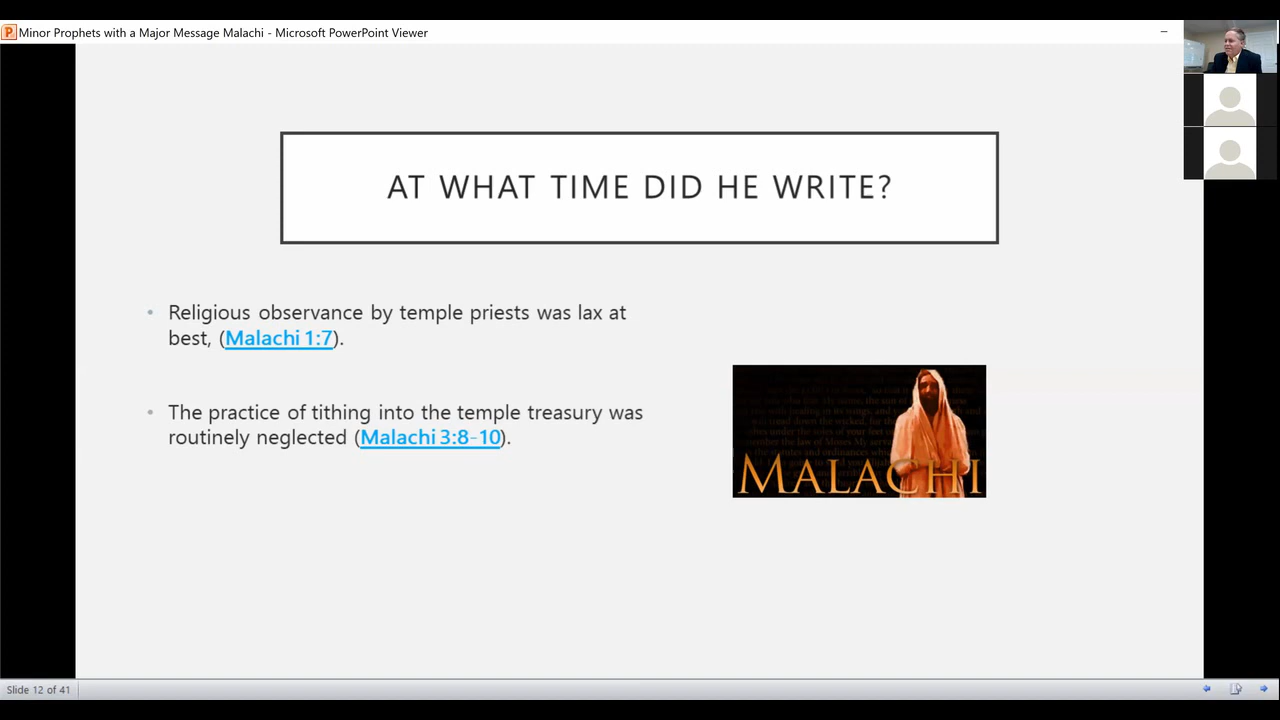 Minor Prophets with a Major Message Malachi - Microsoft PowerPoint Viewer
AT WHAT TIME DID HE WRITE?
• Religious observance by temple priests was lax at
best, (Malachi 1:7).
• The practice of tithing into the temple treasury was
routinely neglected (Malachi 3:8-10).
MALACHI
Slide 12 of 41